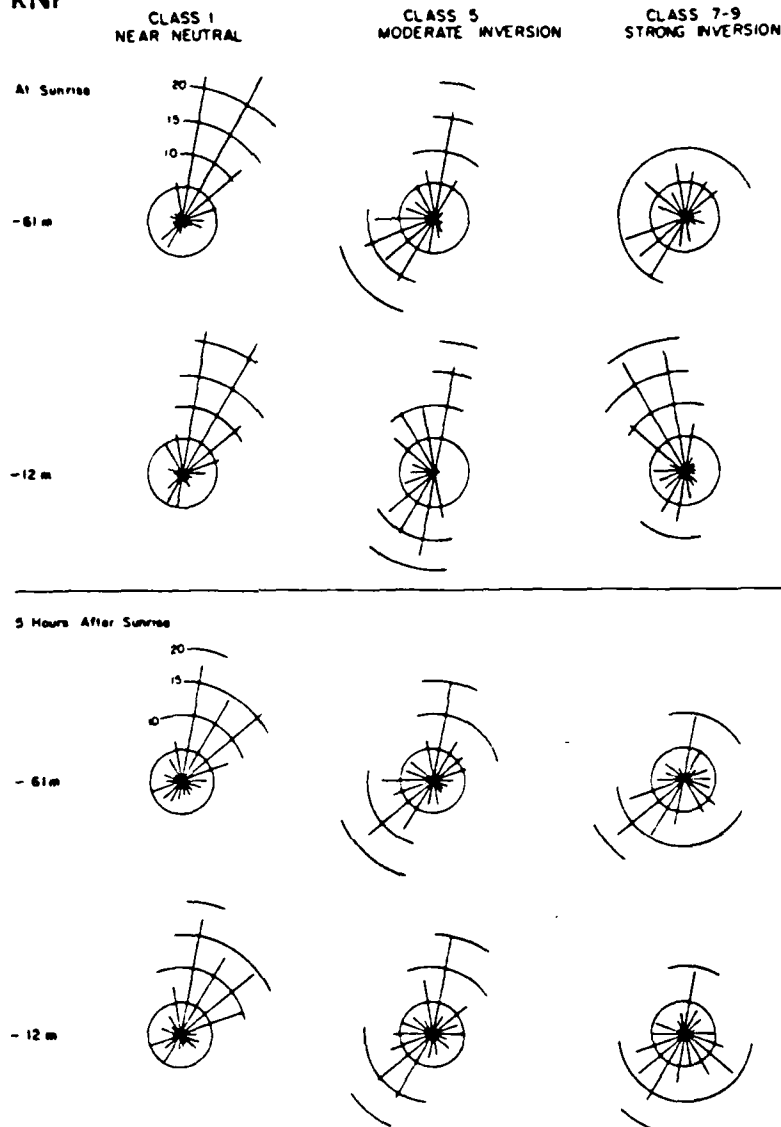 CLASS 1
NEAR NEUTRAL
CLASS 5
MODERATE INVERSION
CLASS 7-9
STRONG INVERSION
At Sunrise
20
15
10
-61 m
-12 m
5 Hours After Sunrise
20
15
10
- 61 m
- 12 m